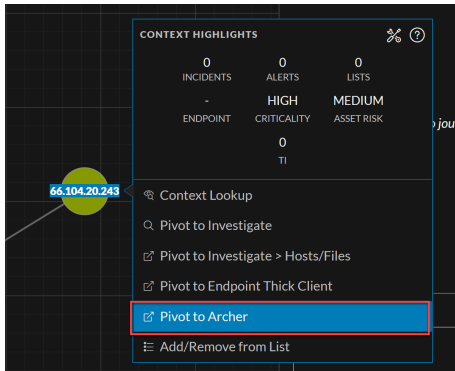 CONTEXT HIGHLIGHTS
0 0 0
INCIDENTS ALERTS LISTS
- HIGH MEDIUM
ENDPOINT CRITICALITY ASSET RISK
0
TI
o jou
66.104.20.243
Context Lookup
Pivot to Investigate
Pivot to Investigate > Hosts/Files
Pivot to Endpoint Thick Client
Pivot to Archer
Add/Remove from List